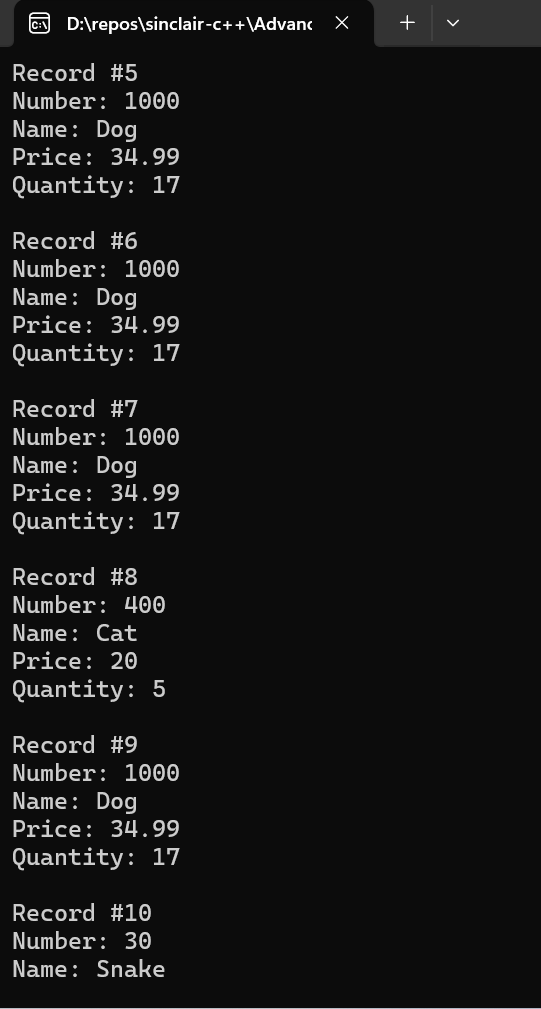 D:\repos\sinclair-c++\Advanc
Record #5
Number: 1000
Name: Dog
Price: 34.99
Quantity: 17
Record #6
Number: 1000
Name: Dog
Price: 34.99
Quantity: 17
Record #7
Number: 1000
Name: Dog
Price: 34.99
Quantity: 17
Record #8
Number: 400
Name: Cat
Price: 20
Quantity: 5
Record #9
Number: 1000
Name: Dog
Price: 34.99
Quantity: 17
Record #10
Number: 30
Name: Snake